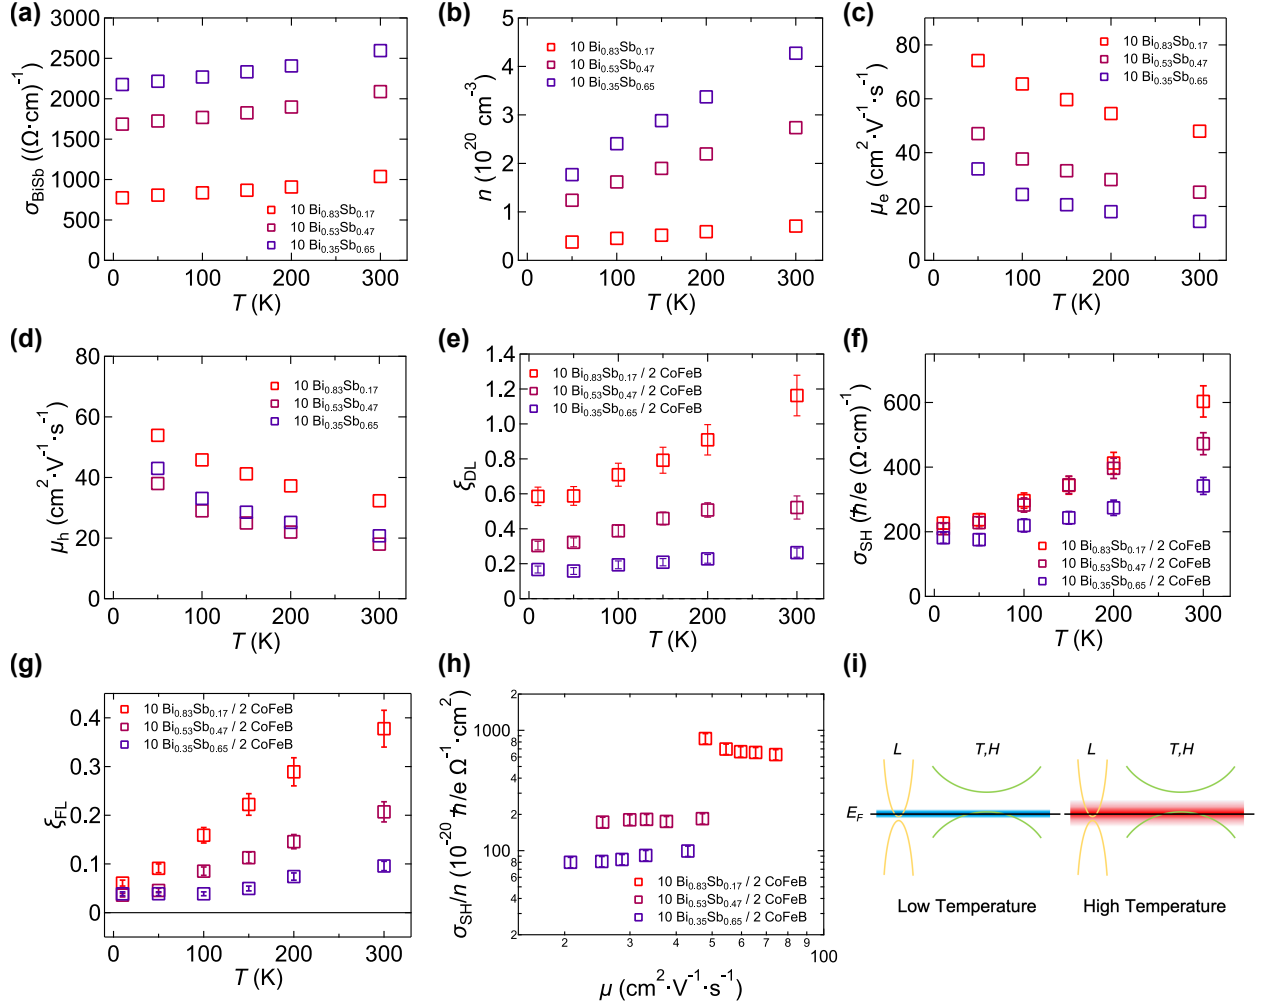 (a)
3000
2500
2000
1500
1000
500
0
σBiSb ((Ω·cm)⁻¹)
10 Bi0.83Sb0.17
10 Bi0.53Sb0.47
10 Bi0.35Sb0.65
0 100 200 300
T (K)
(b)
5
4
3
2
1
0
n (10²⁰ cm⁻³)
10 Bi0.83Sb0.17
10 Bi0.53Sb0.47
10 Bi0.35Sb0.65
0 100 200 300
T (K)
(c)
80
60
40
20
0
μe (cm²·V⁻¹·s⁻¹)
10 Bi0.83Sb0.17
10 Bi0.53Sb0.47
10 Bi0.35Sb0.65
0 100 200 300
T (K)
(d)
80
60
40
20
0
μh (cm²·V⁻¹·s⁻¹)
10 Bi0.83Sb0.17
10 Bi0.53Sb0.47
10 Bi0.35Sb0.65
0 100 200 300
T (K)
(e)
1.4
1.2
1.0
0.8
0.6
0.4
0.2
0
ξDL
10 Bi0.83Sb0.17 / 2 CoFeB
10 Bi0.53Sb0.47 / 2 CoFeB
10 Bi0.35Sb0.65 / 2 CoFeB
0 100 200 300
T (K)
(f)
600
400
200
0
σSH (ℏ/e (Ω·cm)⁻¹)
10 Bi0.83Sb0.17 / 2 CoFeB
10 Bi0.53Sb0.47 / 2 CoFeB
10 Bi0.35Sb0.65 / 2 CoFeB
0 100 200 300
T (K)
(g)
0.4
0.3
0.2
0.1
0
ξFL
10 Bi0.83Sb0.17 / 2 CoFeB
10 Bi0.53Sb0.47 / 2 CoFeB
10 Bi0.35Sb0.65 / 2 CoFeB
0 100 200 300
T (K)
(h)
2
1000
8
6
4
2
100
8
6
4
2
σSH/n (10⁻²⁰ ℏ/e Ω⁻¹·cm²)
10 Bi0.83Sb0.17 / 2 CoFeB
10 Bi0.53Sb0.47 / 2 CoFeB
10 Bi0.35Sb0.65 / 2 CoFeB
2 3 4 5 6 7 8 9 100
μ (cm²·V⁻¹·s⁻¹)
(i)
L T,H L T,H
EF
Low Temperature High Temperature